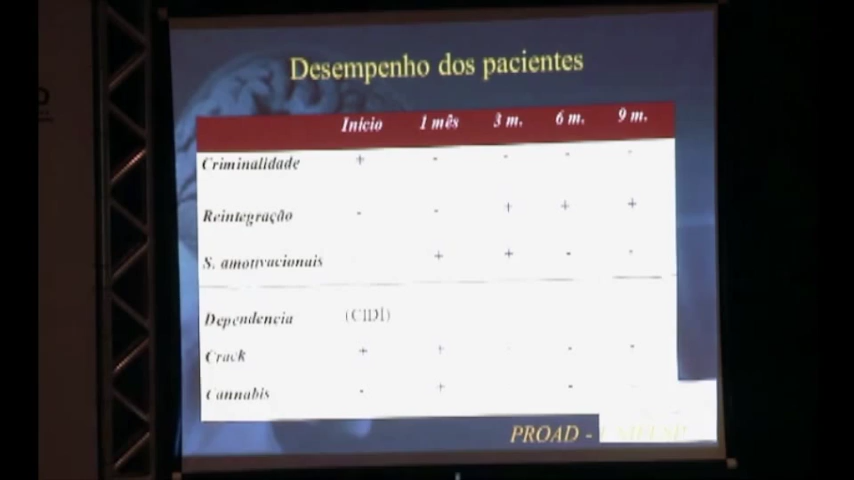 Desempenho dos pacientes
Início 1 mês 3 m. 6 m. 9 m.
Criminalidade + - - - -
Reintegração - - + + +
S. amotivacionais + + - -
Dependencia (CIDI)
Crack + + - -
Cannabis - + -
PROAD -